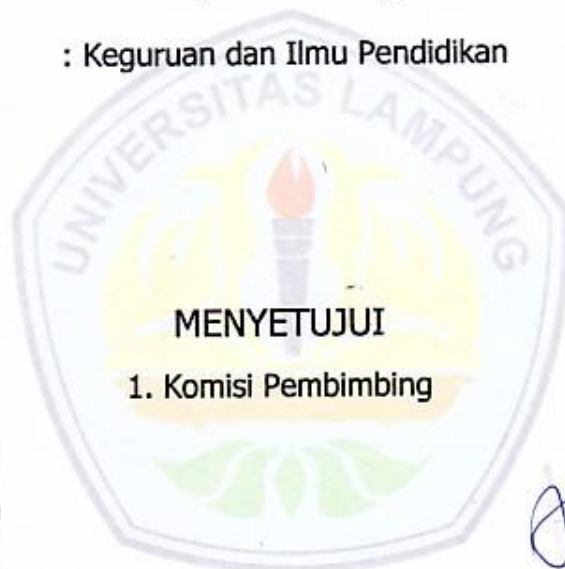 : Keguruan dan Ilmu Pendidikan
UNIVERSITAS LAMPUNG
MENYETUJUI
1. Komisi Pembimbing